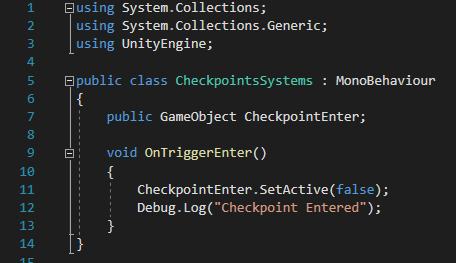 1 using System.Collections;
2 using System.Collections.Generic;
3 using UnityEngine;
4
5 public class CheckpointsSystems : MonoBehaviour
6 {
7 public GameObject CheckpointEnter;
8
9 void OnTriggerEnter()
10 {
11 CheckpointEnter.SetActive(false);
12 Debug.Log("Checkpoint Entered");
13 }
14 }
15